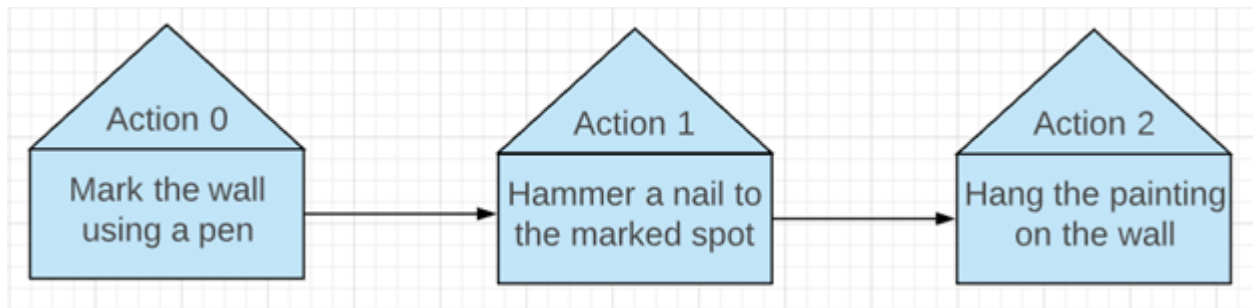 Action 0
Mark the wall
using a pen
Action 1
Hammer a nail to
the marked spot
Action 2
Hang the painting
on the wall